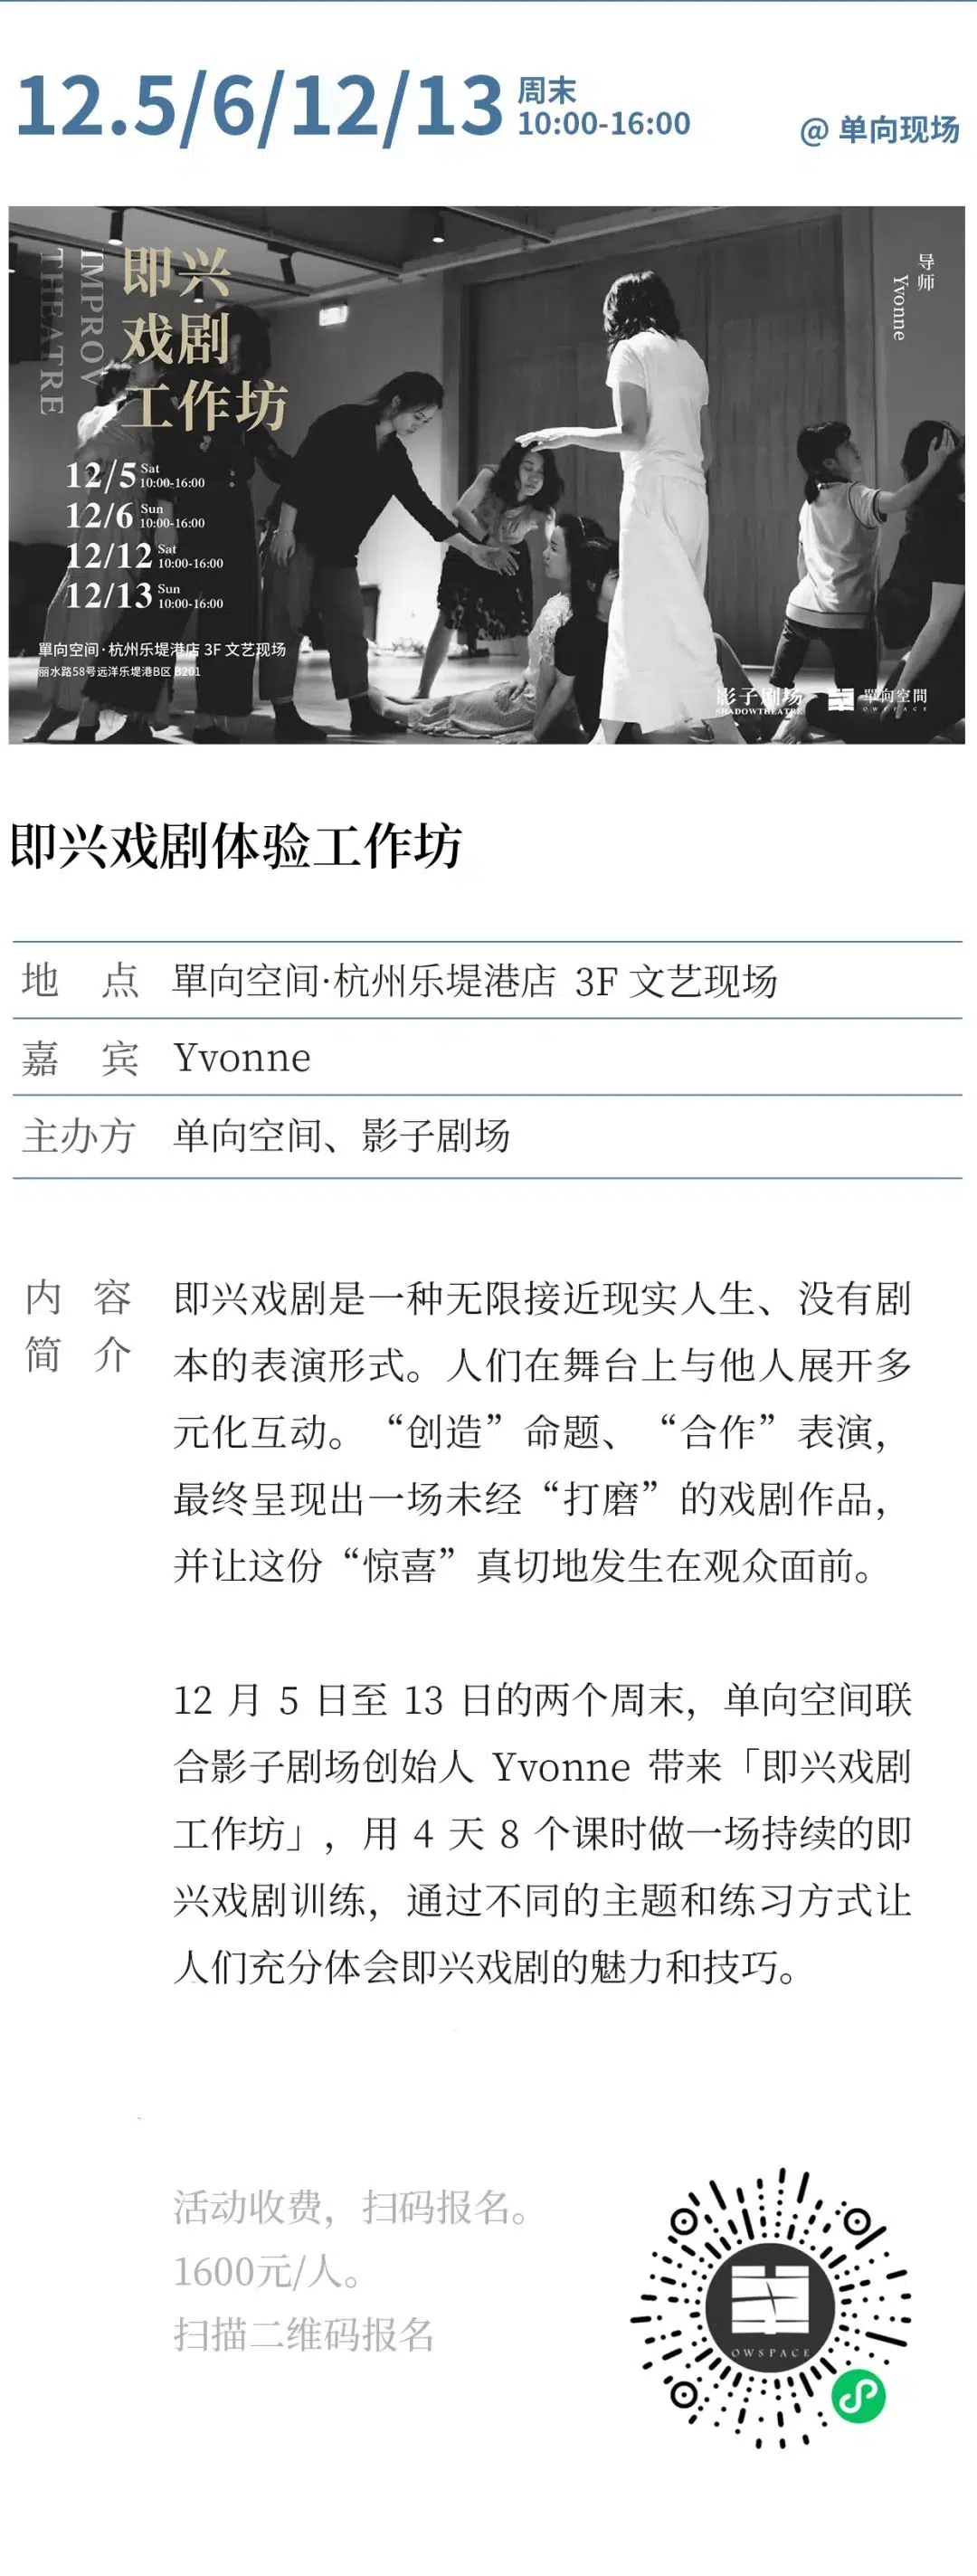 12.5/6/12/13 周末
10:00-16:00
@ 单向现场
即兴
戏剧
工作坊
IMPROV
THEATRE
导师
Yvonne
12/5 Sat
10:00-16:00
12/6 Sun
10:00-16:00
12/12 Sat
10:00-16:00
12/13 Sun
10:00-16:00
單向空间·杭州乐堤港店 3F 文艺现场
丽水路58号远洋乐堤港B区 B201
影子剧场
SHADOWTHEATRE
單向空間
OWSPACE
即兴戏剧体验工作坊
地 点 單向空间·杭州乐堤港店 3F 文艺现场
嘉 宾 Yvonne
主办方 单向空间、影子剧场
内 容
简 介
即兴戏剧是一种无限接近现实人生、没有剧
本的表演形式。人们在舞台上与他人展开多
元化互动。“创造”命题、“合作”表演，
最终呈现出一场未经“打磨”的戏剧作品，
并让这份“惊喜”真切地发生在观众面前。
12 月 5 日至 13 日的两个周末，单向空间联
合影子剧场创始人 Yvonne 带来「即兴戏剧
工作坊」，用 4 天 8 个课时做一场持续的即
兴戏剧训练，通过不同的主题和练习方式让
人们充分体会即兴戏剧的魅力和技巧。
活动收费，扫码报名。
1600元/人。
扫描二维码报名
OWSPACE